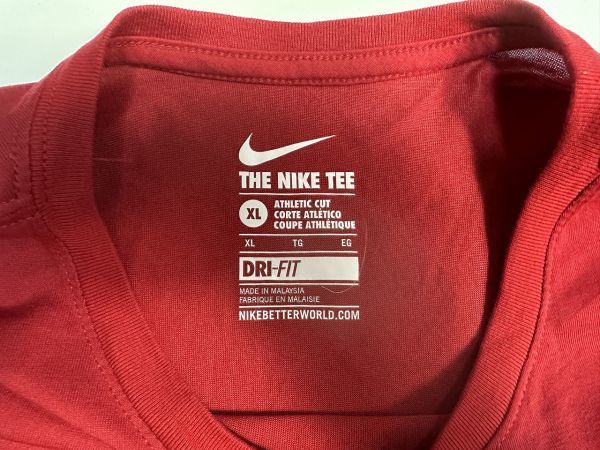 THE NIKE TEE
XL
ATHLETIC CUT
CORTE ATLÉTICO
COUPE ATHLÉTIQUE
XL TG EG
DRI-FIT
MADE IN MALAYSIA
FABRIQUE EN MALAISIE
NIKEBETTERWORLD.COM